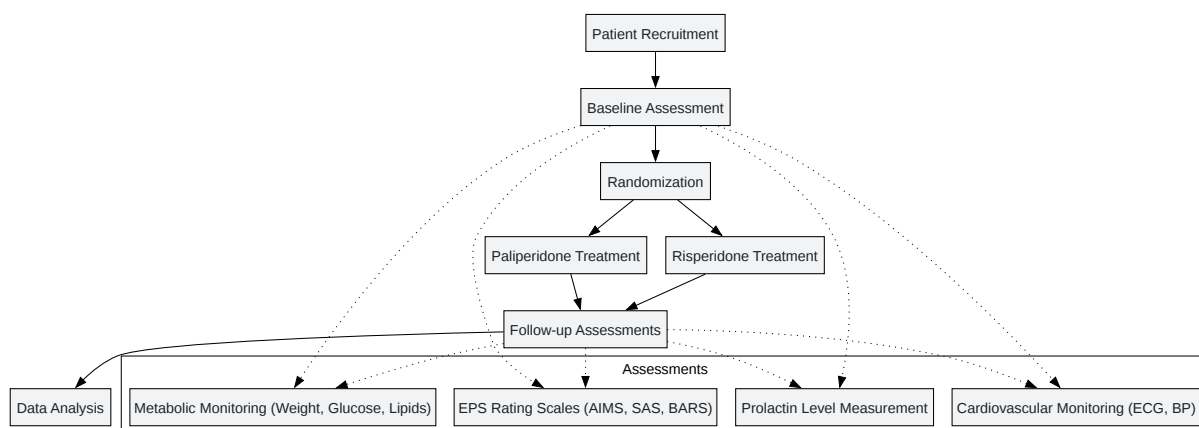 Patient Recruitment
Baseline Assessment
Randomization
Paliperidone Treatment
Risperidone Treatment
Follow-up Assessments
Assessments
Data Analysis
Metabolic Monitoring (Weight, Glucose, Lipids)
EPS Rating Scales (AIMS, SAS, BARS)
Prolactin Level Measurement
Cardiovascular Monitoring (ECG, BP)